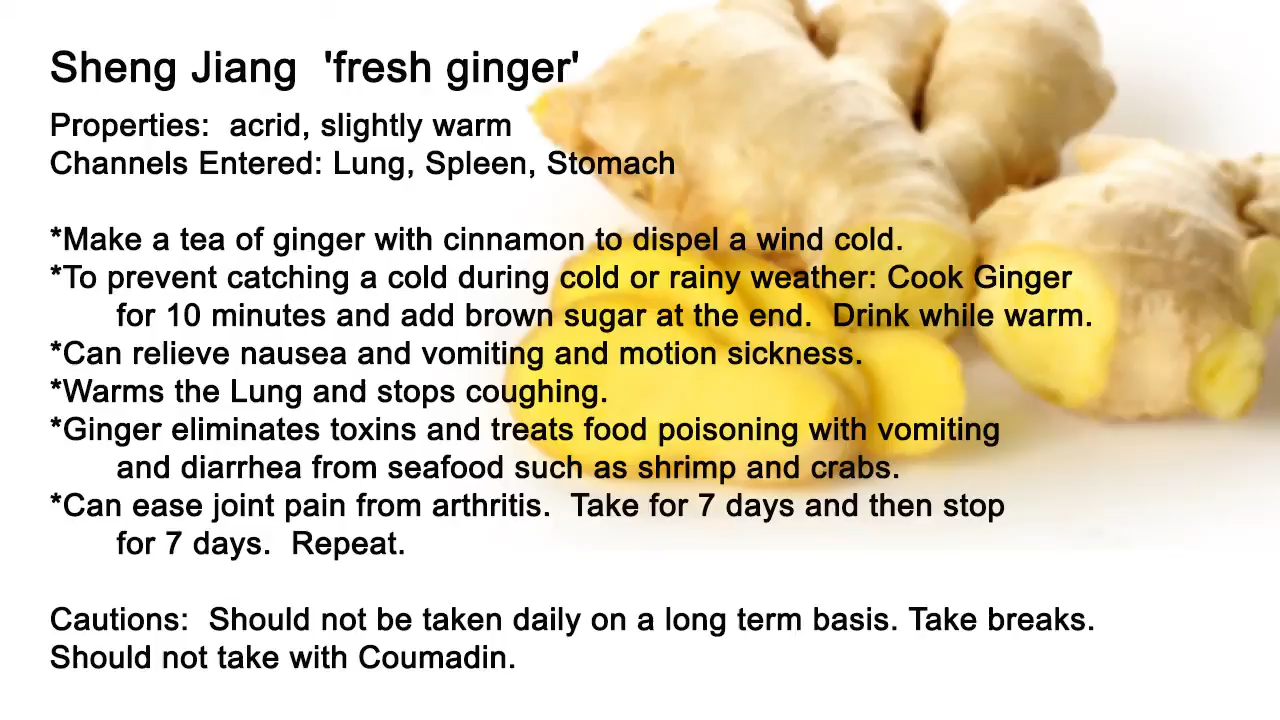 Sheng Jiang  'fresh ginger'
Properties:  acrid, slightly warm
Channels Entered: Lung, Spleen, Stomach
*Make a tea of ginger with cinnamon to dispel a wind cold.
*To prevent catching a cold during cold or rainy weather: Cook Ginger
for 10 minutes and add brown sugar at the end.  Drink while warm.
*Can relieve nausea and vomiting and motion sickness.
*Warms the Lung and stops coughing.
*Ginger eliminates toxins and treats food poisoning with vomiting
and diarrhea from seafood such as shrimp and crabs.
*Can ease joint pain from arthritis.  Take for 7 days and then stop
for 7 days.  Repeat.
Cautions:  Should not be taken daily on a long term basis. Take breaks.
Should not take with Coumadin.